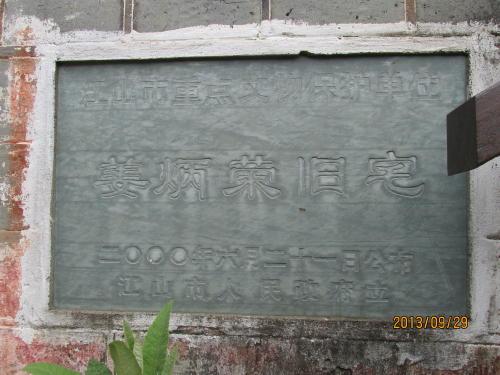 江山市重点文物保护单位
姜炳荣旧宅
二〇〇〇年六月二十一日公布
江山市人民政府立
2013/09/29